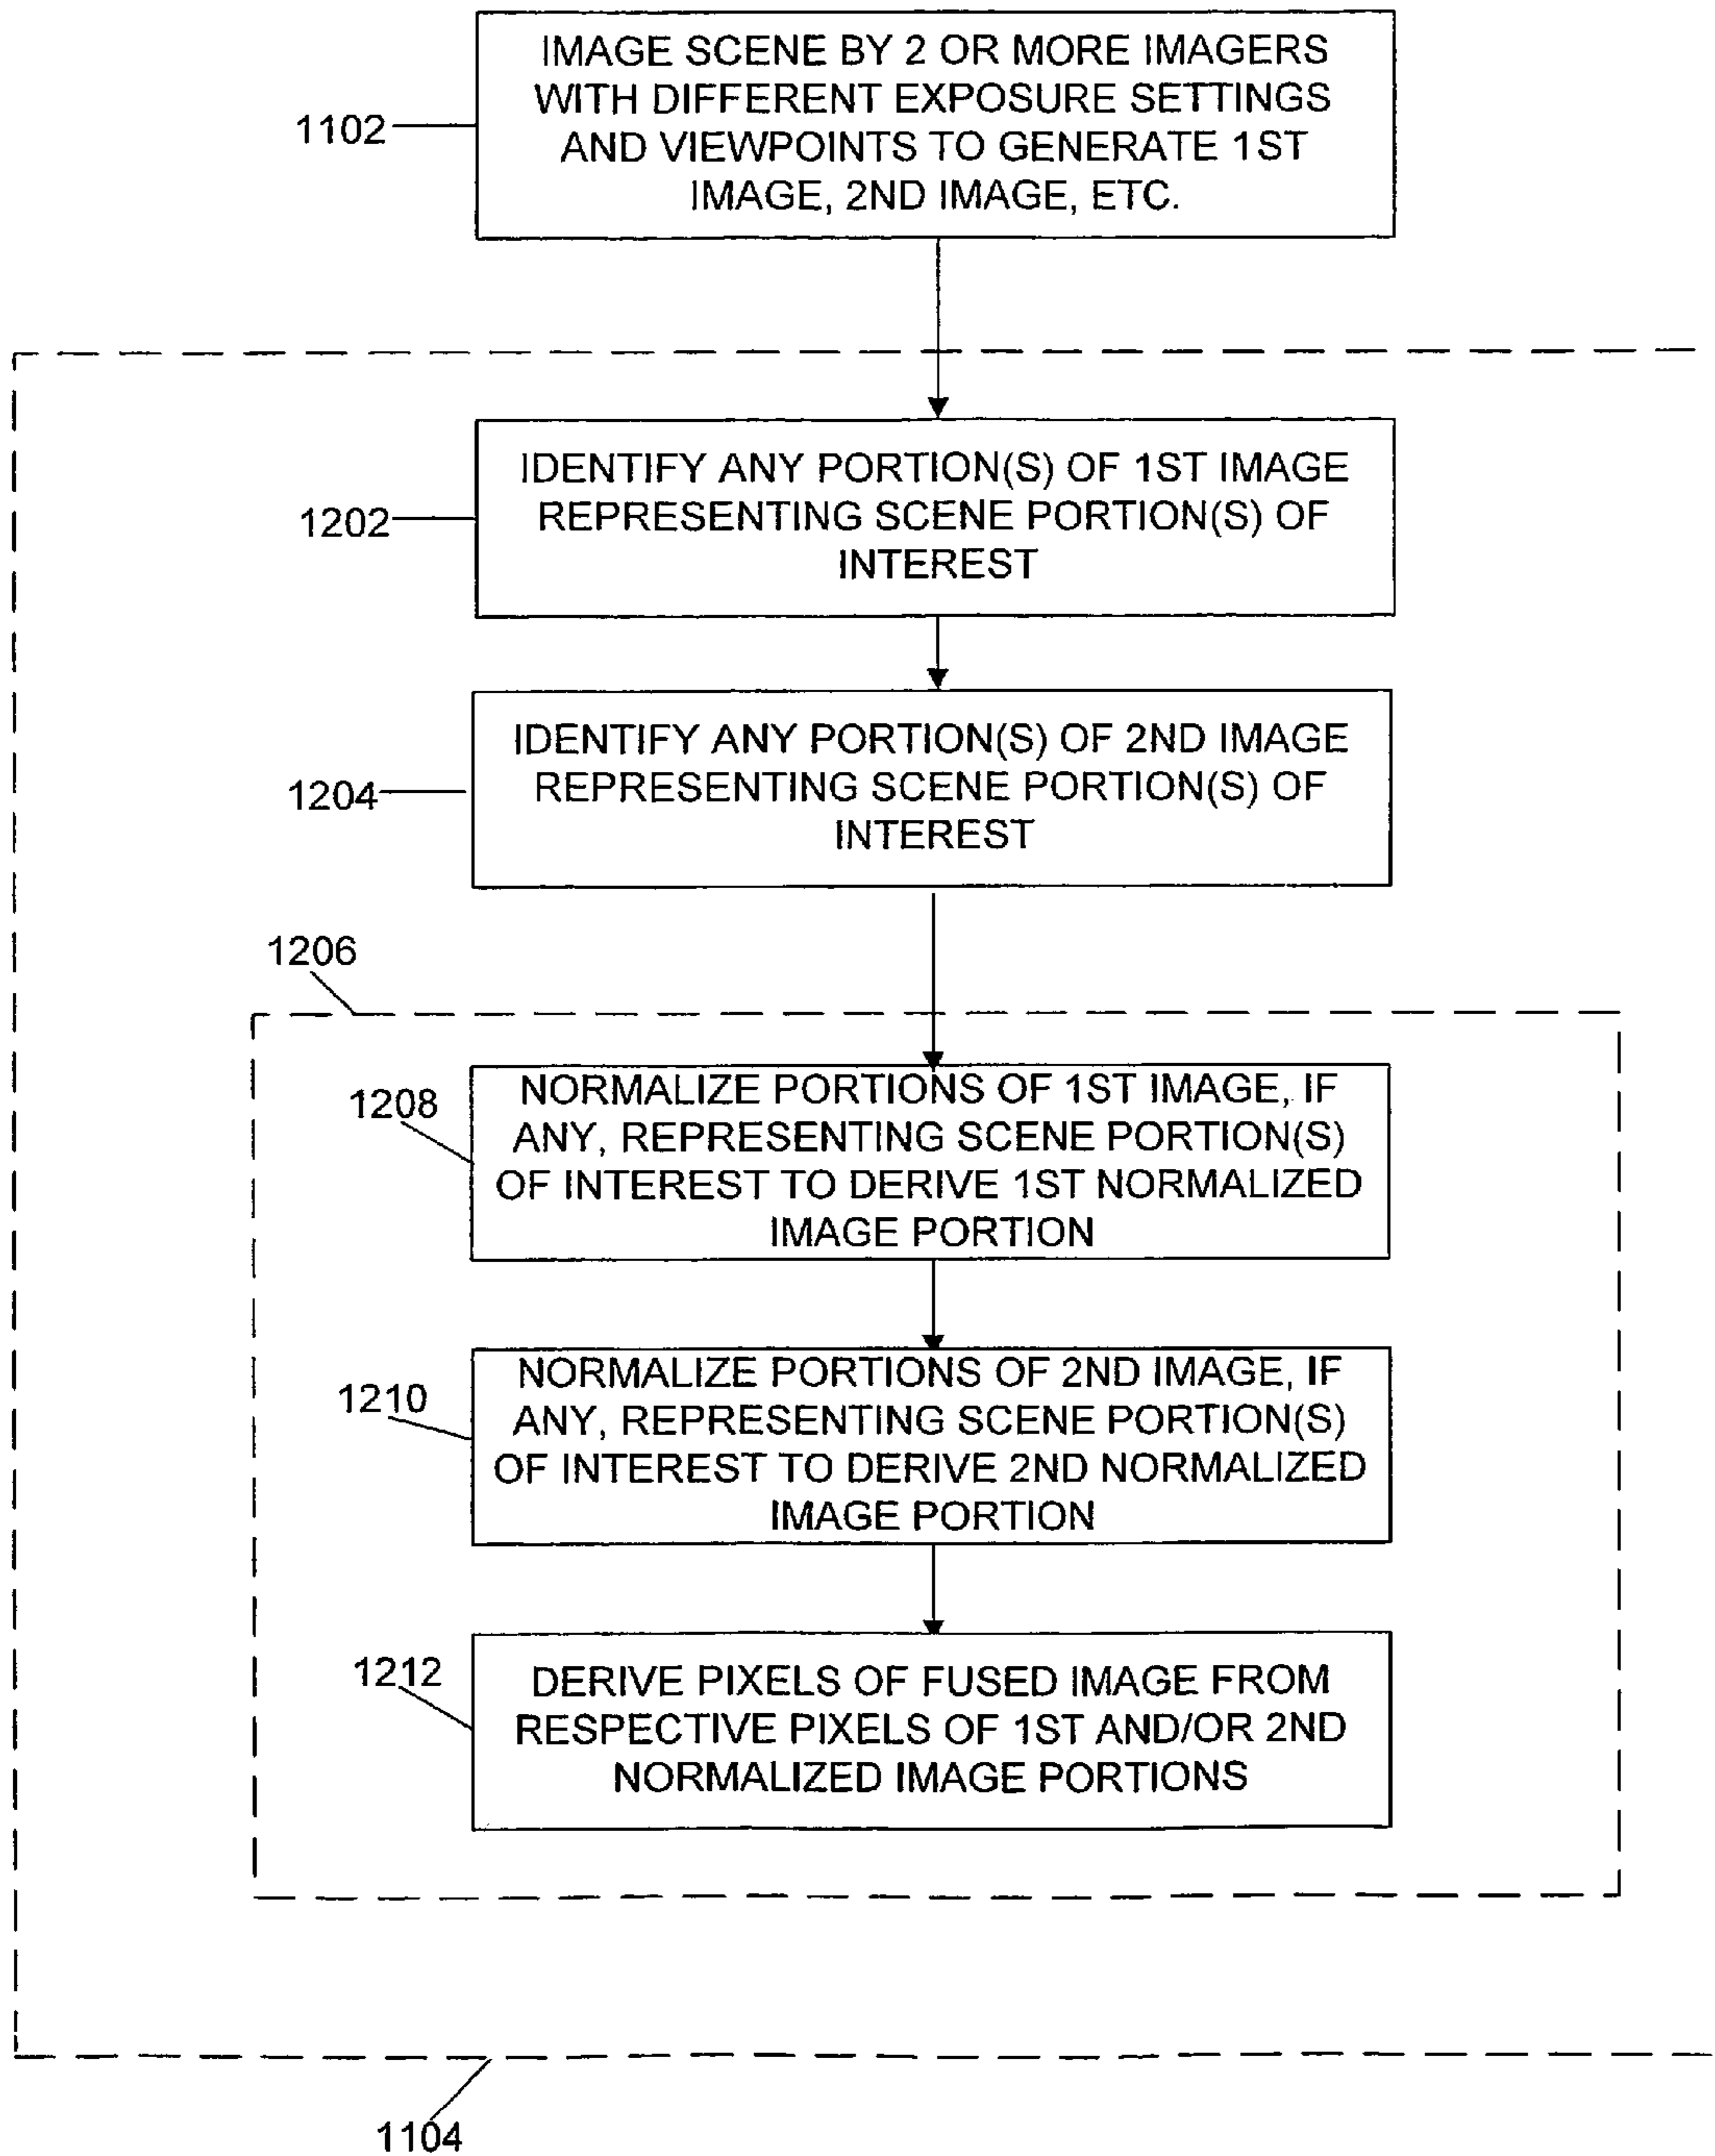 IMAGE SCENE BY 2 OR MORE IMAGERS
WITH DIFFERENT EXPOSURE SETTINGS
AND VIEWPOINTS TO GENERATE 1ST
IMAGE, 2ND IMAGE, ETC.
1102
IDENTIFY ANY PORTION(S) OF 1ST IMAGE
REPRESENTING SCENE PORTION(S) OF
INTEREST
1202
IDENTIFY ANY PORTION(S) OF 2ND IMAGE
REPRESENTING SCENE PORTION(S) OF
INTEREST
1204
1206
NORMALIZE PORTIONS OF 1ST IMAGE, IF
ANY, REPRESENTING SCENE PORTION(S)
OF INTEREST TO DERIVE 1ST NORMALIZED
IMAGE PORTION
1208
NORMALIZE PORTIONS OF 2ND IMAGE, IF
ANY, REPRESENTING SCENE PORTION(S)
OF INTEREST TO DERIVE 2ND NORMALIZED
IMAGE PORTION
1210
DERIVE PIXELS OF FUSED IMAGE FROM
RESPECTIVE PIXELS OF 1ST AND/OR 2ND
NORMALIZED IMAGE PORTIONS
1212
1104